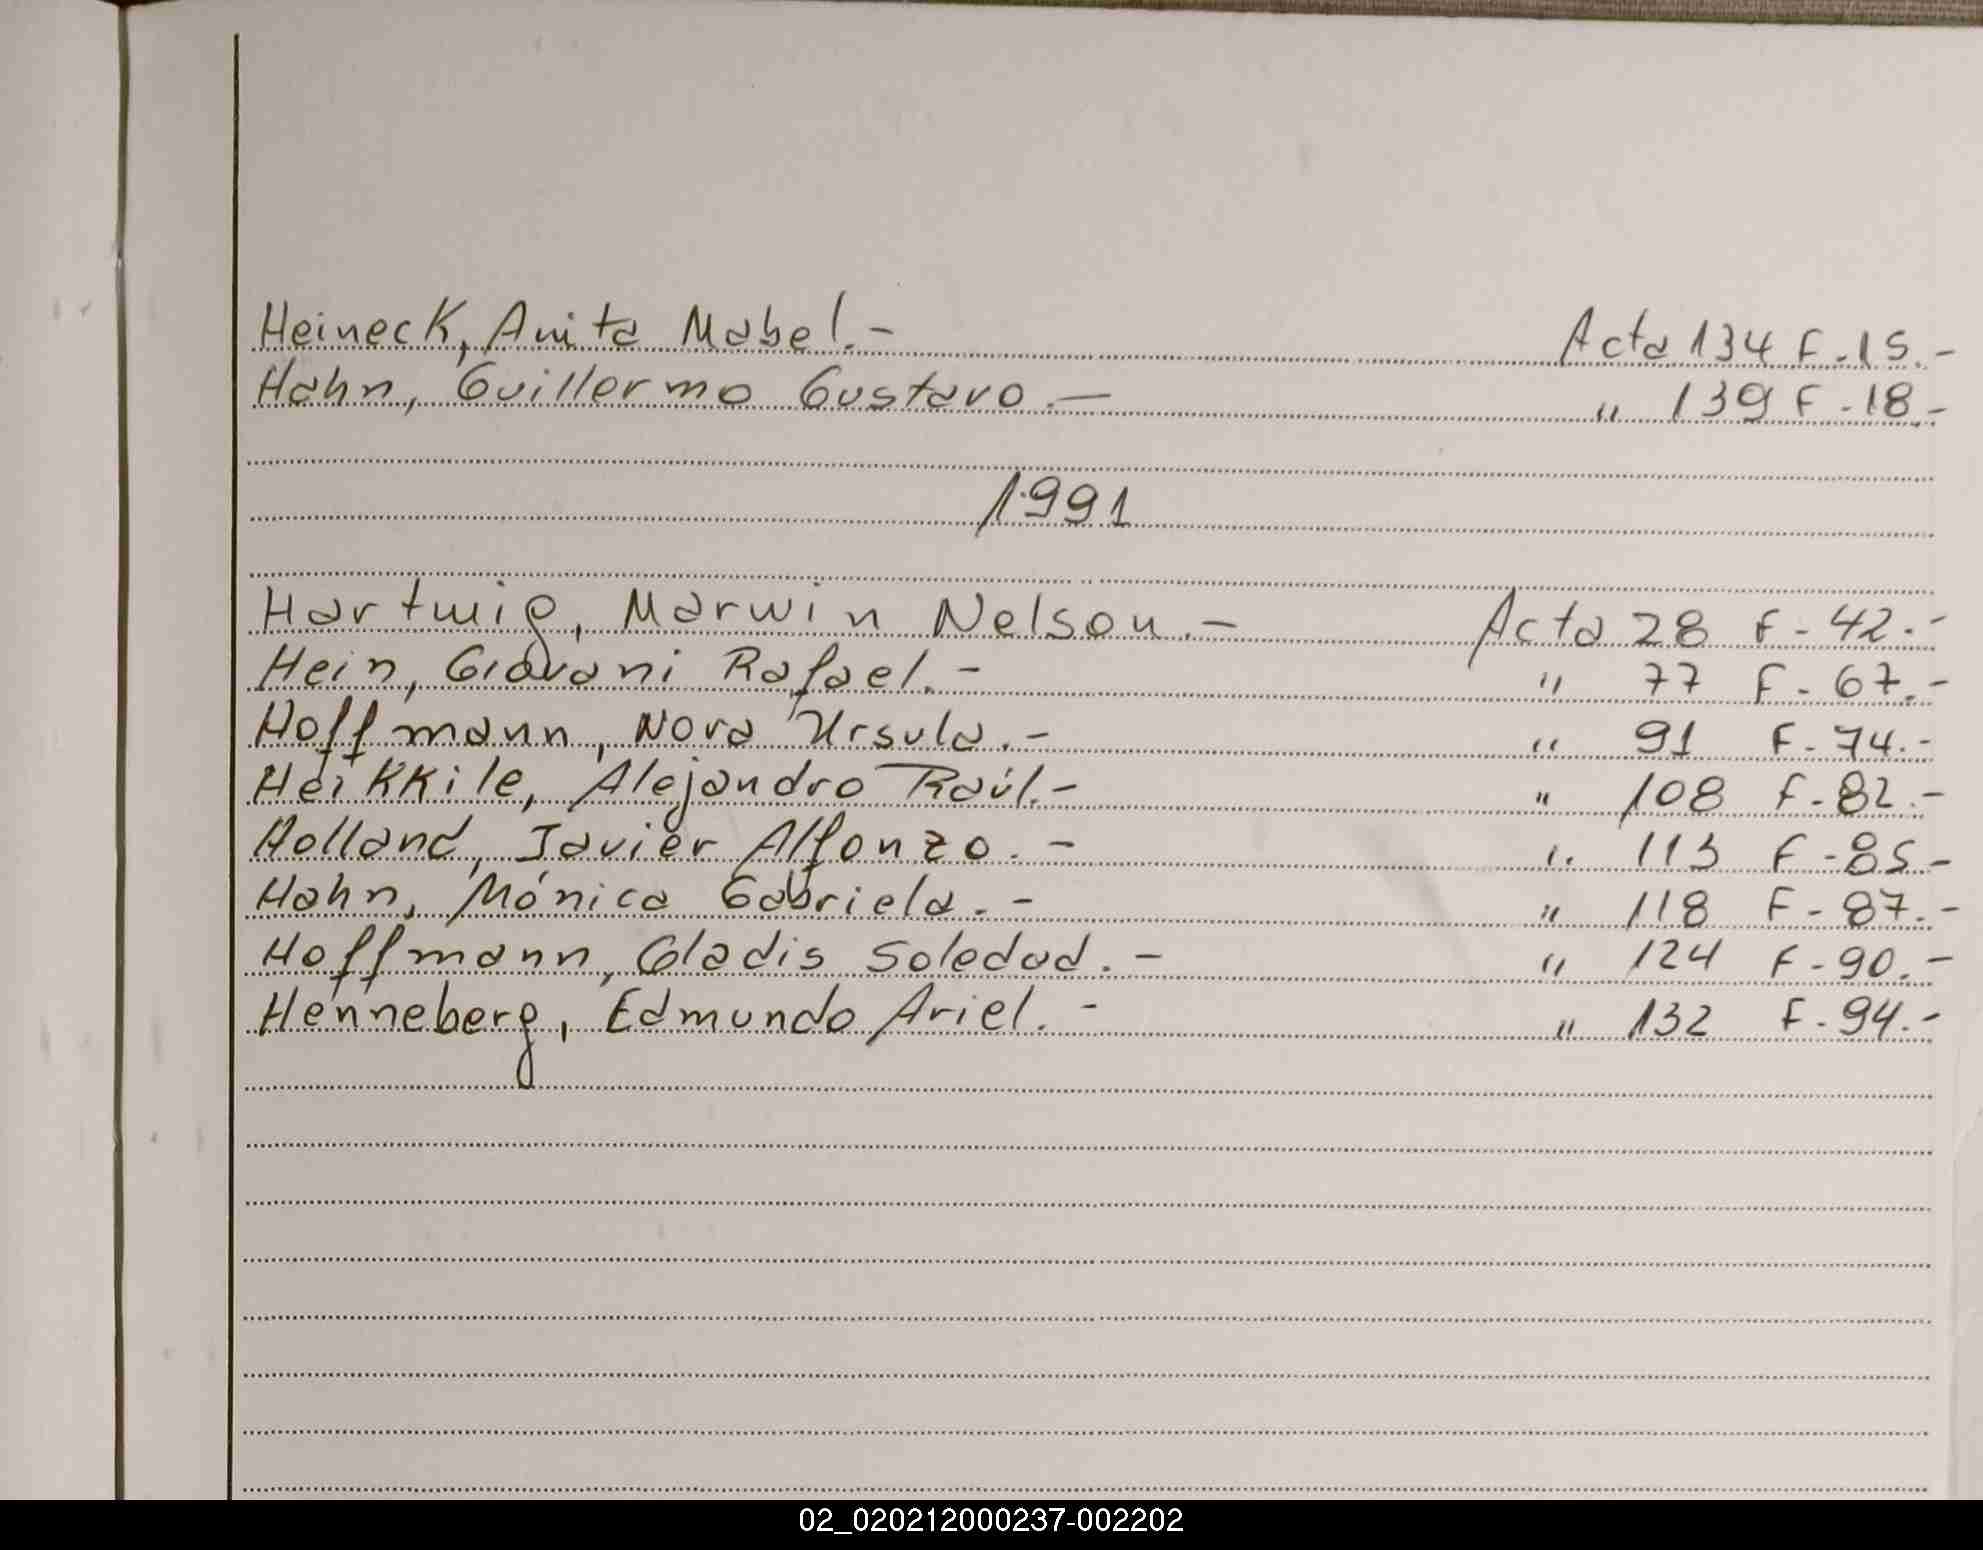 Heineck, Anita Mabel.- Acta 134 F-15.-
Hahn, Guillermo Gustavo.- " 139 F-18.-
1991
Hartwig, Marwin Nelson.- Acta 28 F-42.-
Hein, Giavani Rafael.- " 77 F-67.-
Hoffmann, Nora Ursula.- " 91 F-74.-
Heikkile, Alejandro Raúl.- " 108 F-82.-
Holland, Javier Alfonzo.- " 113 F-85.-
Hahn, Mónica Gabriela.- " 118 F-87.-
Hoffmann, Gladis Soledad.- " 124 F-90.-
Henneberg, Edmundo Ariel.- " 132 F-94.-
02_020212000237-002202